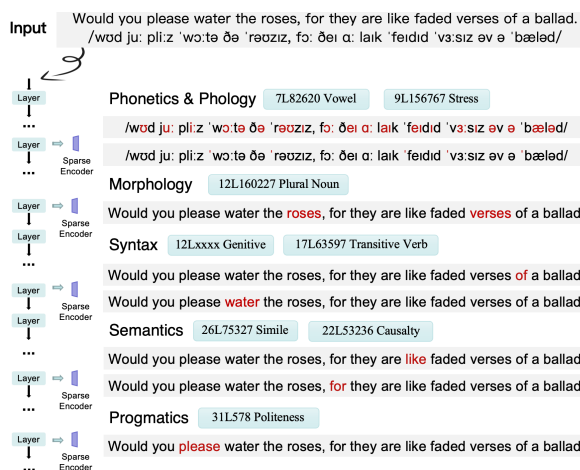 Input
Would you please water the roses, for they are like faded verses of a ballad.
/wʊd juː pliːz ˈwɔːtə ðə ˈrəʊzɪz, fɔː ðeɪ ɑː laɪk ˈfeɪdɪd ˈvɜːsɪz əv ə ˈbæləd/
Layer
...
Layer
Sparse
Encoder
...
Phonetics & Phology
7L82620 Vowel
9L156767 Stress
/wʊd juː pliːz ˈwɔːtə ðə ˈrəʊzɪz, fɔː ðeɪ ɑː laɪk ˈfeɪdɪd ˈvɜːsɪz əv ə ˈbæləd/
/wʊd juː pliːz ˈwɔːtə ðə ˈrəʊzɪz, fɔː ðeɪ ɑː laɪk ˈfeɪdɪd ˈvɜːsɪz əv ə ˈbæləd/
Morphology
12L160227 Plural Noun
Layer
Sparse
Encoder
Would you please water the roses, for they are like faded verses of a ballad
Layer
...
Syntax
12Lxxxx Genitive
17L63597 Transitive Verb
Would you please water the roses, for they are like faded verses of a ballad
Layer
Sparse
Encoder
Would you please water the roses, for they are like faded verses of a ballad
Layer
...
Semantics
26L75327 Simile
22L53236 Causalty
Would you please water the roses, for they are like faded verses of a ballad
Layer
Sparse
Encoder
Would you please water the roses, for they are like faded verses of a ballad
...
Progmatics
31L578 Politeness
Layer
Sparse
Encoder
Would you please water the roses, for they are like faded verses of a ballad
...